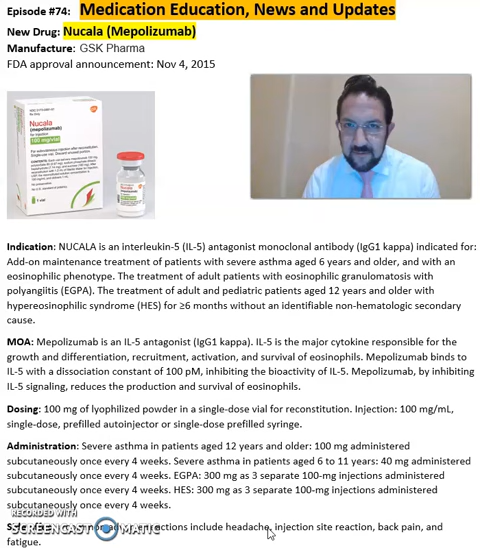 Episode #74: Medication Education, News and Updates
New Drug: Nucala (Mepolizumab)
Manufacture: GSK Pharma
FDA approval announcement: Nov 4, 2015
Nucala
(mepolizumab)
for injection
100 mg/vial
1 vial
Indication: NUCALA is an interleukin-5 (IL-5) antagonist monoclonal antibody (IgG1 kappa) indicated for:
Add-on maintenance treatment of patients with severe asthma aged 6 years and older, and with an
eosinophilic phenotype. The treatment of adult patients with eosinophilic granulomatosis with
polyangiitis (EGPA). The treatment of adult and pediatric patients aged 12 years and older with
hypereosinophilic syndrome (HES) for ≥6 months without an identifiable non-hematologic secondary
cause.
MOA: Mepolizumab is an IL-5 antagonist (IgG1 kappa). IL-5 is the major cytokine responsible for the
growth and differentiation, recruitment, activation, and survival of eosinophils. Mepolizumab binds to
IL-5 with a dissociation constant of 100 pM, inhibiting the bioactivity of IL-5. Mepolizumab, by inhibiting
IL-5 signaling, reduces the production and survival of eosinophils.
Dosing: 100 mg of lyophilized powder in a single-dose vial for reconstitution. Injection: 100 mg/mL,
single-dose, prefilled autoinjector or single-dose prefilled syringe.
Administration: Severe asthma in patients aged 12 years and older: 100 mg administered
subcutaneously once every 4 weeks. Severe asthma in patients aged 6 to 11 years: 40 mg administered
subcutaneously once every 4 weeks. EGPA: 300 mg as 3 separate 100-mg injections administered
subcutaneously once every 4 weeks. HES: 300 mg as 3 separate 100-mg injections administered
subcutaneously once every 4 weeks.
RECORDED WITH
SCREENCAST MATIC
reactions include headache, injection site reaction, back pain, and
fatigue.